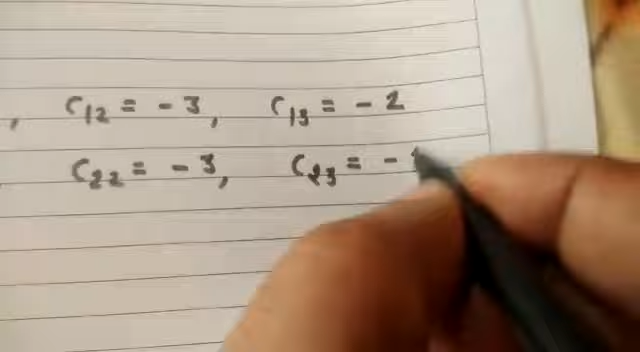 , C₁₂ = - 3, C₁₃ = - 2
C₂₂ = - 3, C₂₃ = -